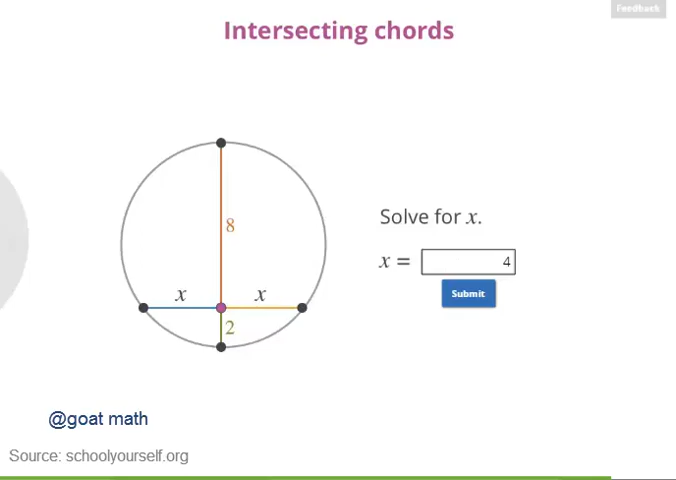 Feedback
Intersecting chords
8
Solve for x.
x = 4
x x
Submit
2
@goat math
Source: schoolyourself.org